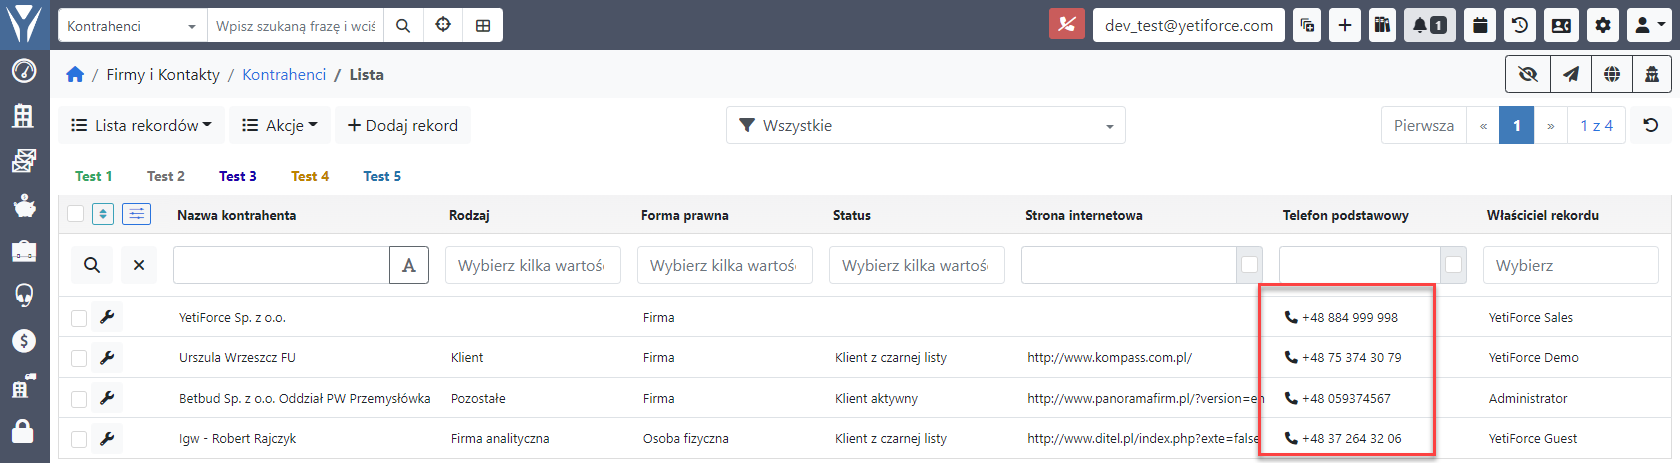 Kontrahenci
Wpisz szukaną frazę i wciś
dev_test@yetiforce.com
1
/ Firmy i Kontakty / Kontrahenci / Lista
Lista rekordów
Akcje
Dodaj rekord
Wszystkie
Pierwsza « 1 » 1 z 4
Test 1 Test 2 Test 3 Test 4 Test 5
Nazwa kontrahenta Rodzaj Forma prawna Status Strona internetowa Telefon podstawowy Właściciel rekordu
A Wybierz kilka wartośc Wybierz kilka wartośc Wybierz kilka wartośc Wybierz
YetiForce Sp. z o.o. Firma +48 884 999 998 YetiForce Sales
Urszula Wrzeszcz FU Klient Firma Klient z czarnej listy http://www.kompass.com.pl/ +48 75 374 30 79 YetiForce Demo
Betbud Sp. z o.o. Oddział PW Przemysłówka Pozostałe Firma Klient aktywny http://www.panoramafirm.pl/?version=en +48 059374567 Administrator
Igw - Robert Rajczyk Firma analityczna Osoba fizyczna Klient z czarnej listy http://www.ditel.pl/index.php?exte=false +48 37 264 32 06 YetiForce Guest